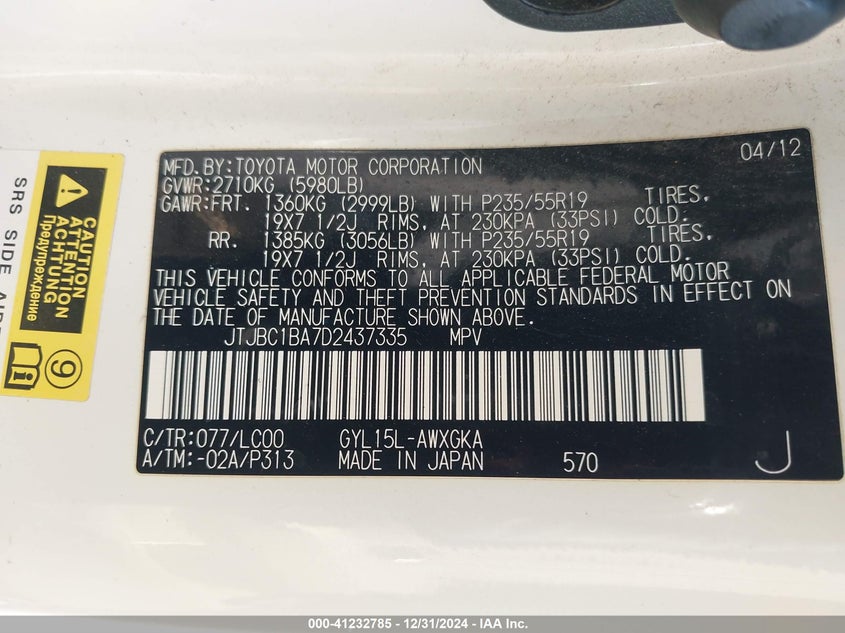 MFD. BY: TOYOTA MOTOR CORPORATION 04/12
GVWR: 2710KG (5980LB)
GAWR: FRT. 1360KG (2999LB) WITH P235/55R19 TIRES,
19X7 1/2J RIMS, AT 230KPA (33PSI) COLD.
RR. 1385KG (3056LB) WITH P235/55R19 TIRES,
19X7 1/2J RIMS, AT 230KPA (33PSI) COLD.
THIS VEHICLE CONFORMS TO ALL APPLICABLE FEDERAL MOTOR
VEHICLE SAFETY AND THEFT PREVENTION STANDARDS IN EFFECT ON
THE DATE OF MANUFACTURE SHOWN ABOVE.
JTJBC1BA7D2437335 MPV
C/TR: 077/LC00 GYL15L-AWXGKA
A/TM: -02A/P313 MADE IN JAPAN 570 J
CAUTION
ATTENTION
ACHTUNG
Предупреждение
9
i
SRS SIDE
000-41232785 - 12/31/2024 - IAA Inc.